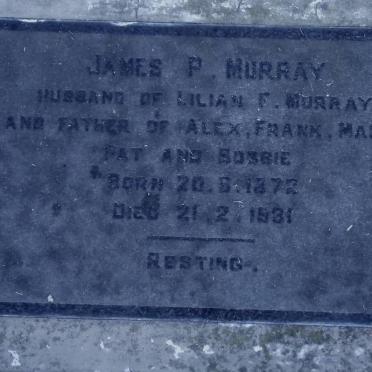 JAMES P. MURRAY
HUSBAND OF LILIAN F. MURRAY
AND FATHER OF ALEX, FRANK,
PAT AND BOBBIE
BORN 20. 6. 1872
DIED 21. 2. 1931
RESTING.